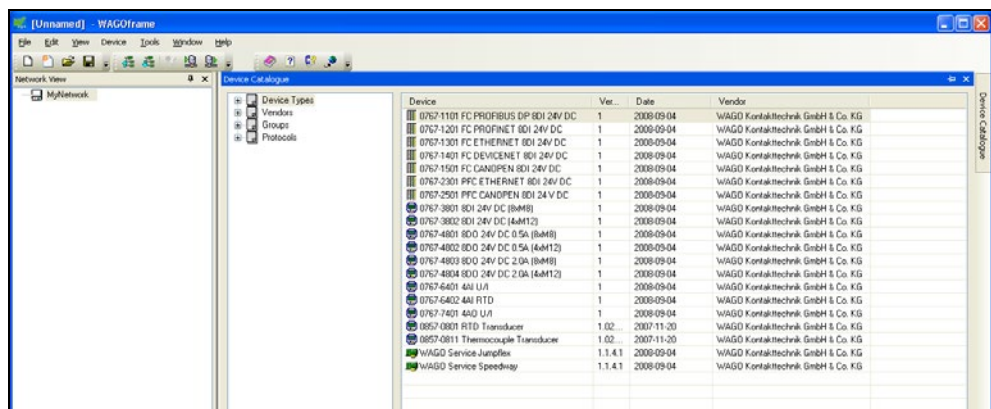 [Unnamed] - WAGOframe
File Edit View Device Tools Window Help
Network View
MyNetwork
Device Catalogue
Device Types
Vendors
Groups
Protocols
Device Ver... Date Vendor
0767-1101 FC PROFIBUS DP 8DI 24V DC 1 2008-09-04 WAGO Kontakttechnik GmbH & Co. KG
0767-1201 FC PROFINET 8DI 24V DC 1 2008-09-04 WAGO Kontakttechnik GmbH & Co. KG
0767-1301 FC ETHERNET 8DI 24V DC 1 2008-09-04 WAGO Kontakttechnik GmbH & Co. KG
0767-1401 FC DEVICENET 8DI 24V DC 1 2008-09-04 WAGO Kontakttechnik GmbH & Co. KG
0767-1501 FC CANOPEN 8DI 24V DC 1 2008-09-04 WAGO Kontakttechnik GmbH & Co. KG
0767-2301 PFC ETHERNET 8DI 24V DC 1 2008-09-04 WAGO Kontakttechnik GmbH & Co. KG
0767-2501 PFC CANOPEN 8DI 24 V DC 1 2008-09-04 WAGO Kontakttechnik GmbH & Co. KG
0767-3801 8DI 24V DC (8xM8) 1 2008-09-04 WAGO Kontakttechnik GmbH & Co. KG
0767-3802 8DI 24V DC (4xM12) 1 2008-09-04 WAGO Kontakttechnik GmbH & Co. KG
0767-4801 8DO 24V DC 0.5A (8xM8) 1 2008-09-04 WAGO Kontakttechnik GmbH & Co. KG
0767-4802 8DO 24V DC 0.5A (4xM12) 1 2008-09-04 WAGO Kontakttechnik GmbH & Co. KG
0767-4803 8DO 24V DC 2.0A (8xM8) 1 2008-09-04 WAGO Kontakttechnik GmbH & Co. KG
0767-4804 8DO 24V DC 2.0A (4xM12) 1 2008-09-04 WAGO Kontakttechnik GmbH & Co. KG
0767-6401 4AI U/I 1 2008-09-04 WAGO Kontakttechnik GmbH & Co. KG
0767-6402 4AI RTD 1 2008-09-04 WAGO Kontakttechnik GmbH & Co. KG
0767-7401 4AO U/I 1 2008-09-04 WAGO Kontakttechnik GmbH & Co. KG
0857-0801 RTD Transducer 1.02... 2007-11-20 WAGO Kontakttechnik GmbH & Co. KG
0857-0811 Thermocouple Transducer 1.02... 2007-11-20 WAGO Kontakttechnik GmbH & Co. KG
WAGO Service Jumpflex 1.1.4.1 2008-09-04 WAGO Kontakttechnik GmbH & Co. KG
WAGO Service Speedway 1.1.4.1 2008-09-04 WAGO Kontakttechnik GmbH & Co. KG
Device Catalogue